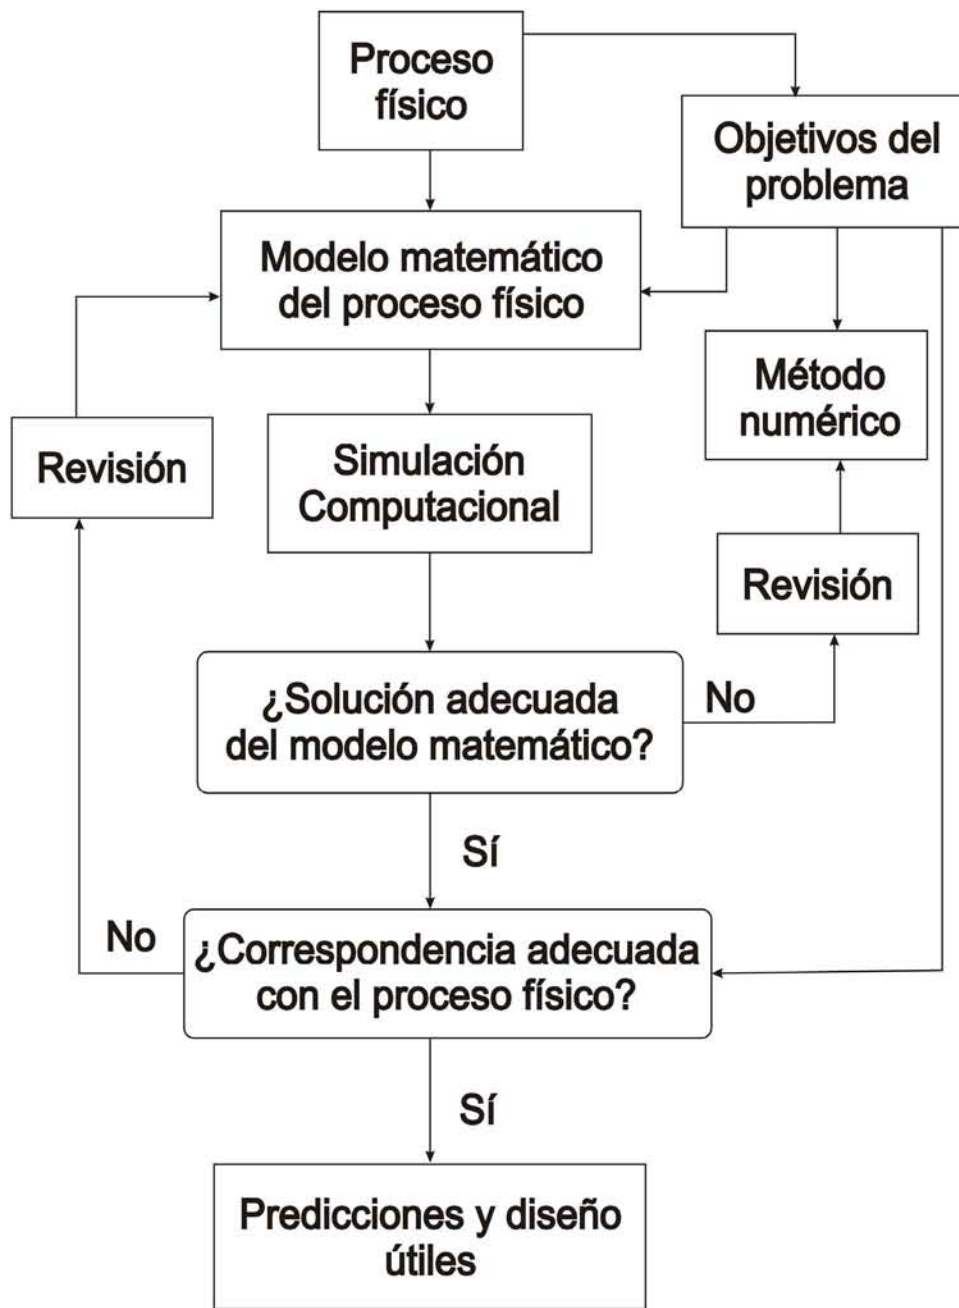 Proceso
físico
Objetivos del
problema
Modelo matemático
del proceso físico
Método
numérico
Revisión
Simulación
Computacional
Revisión
¿Solución adecuada
del modelo matemático?
No
Sí
No
¿Correspondencia adecuada
con el proceso físico?
Sí
Predicciones y diseño
útiles